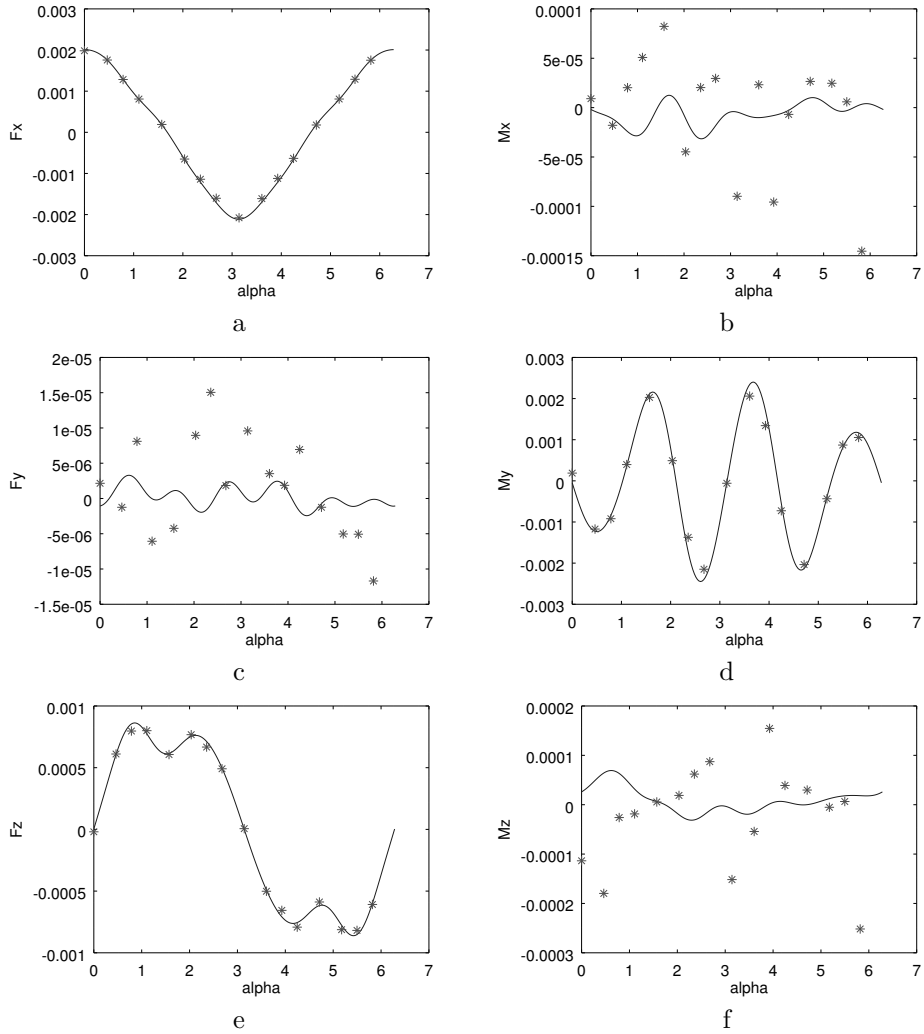 0.003
0.002
0.001
0
-0.001
-0.002
-0.003
Fx
0 1 2 3 4 5 6 7
alpha
a
0.0001
5e-05
0
-5e-05
-0.0001
-0.00015
Mx
0 1 2 3 4 5 6 7
alpha
b
2e-05
1.5e-05
1e-05
5e-06
0
-5e-06
-1e-05
-1.5e-05
Fy
0 1 2 3 4 5 6 7
alpha
c
0.003
0.002
0.001
0
-0.001
-0.002
-0.003
My
0 1 2 3 4 5 6 7
alpha
d
0.001
0.0005
0
-0.0005
-0.001
Fz
0 1 2 3 4 5 6 7
alpha
e
0.0002
0.0001
0
-0.0001
-0.0002
-0.0003
Mz
0 1 2 3 4 5 6 7
alpha
f